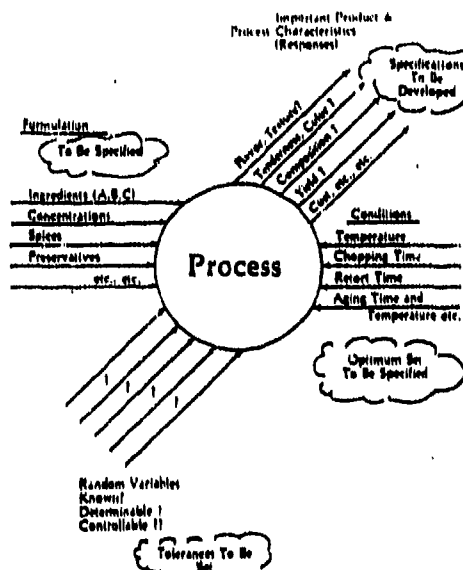 Important Product &
Process Characteristics
(Responses)
Specifications
To Be
Developed
Flavor, Texture?
Tenderness, Color ?
Composition ?
Yield ?
Cost, etc., etc.
Formulation
To Be Specified
Ingredients (A,B,C)
Concentrations
Spices
Preservatives
etc., etc.
Process
Conditions
Temperature
Chopping Time
Retort Time
Aging Time and
Temperature etc.
Optimum Set
To Be Specified
? ? ? ?
Random Variables
Known?
Determinable ?
Controllable ??
Tolerances To Be
Met